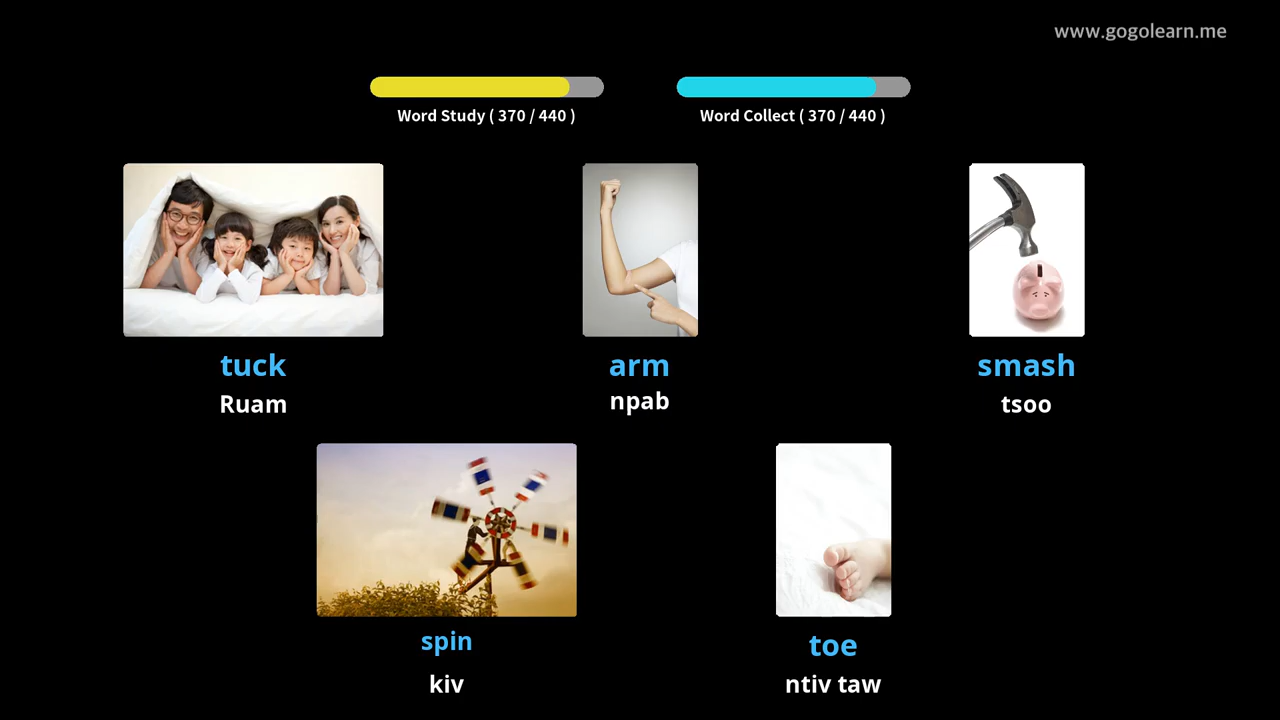 www.gogolearn.me
Word Study ( 370 / 440 )
Word Collect ( 370 / 440 )
tuck
Ruam
arm
npab
smash
tsoo
spin
kiv
toe
ntiv taw